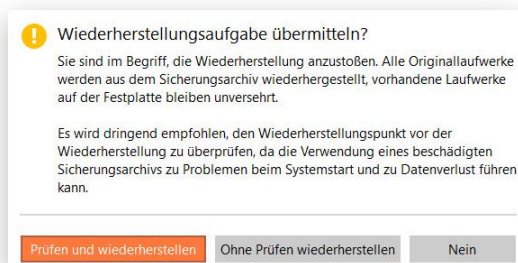 Wiederherstellungsaufgabe übermitteln?
Sie sind im Begriff, die Wiederherstellung anzustoßen. Alle Originallaufwerke
werden aus dem Sicherungsarchiv wiederhergestellt, vorhandene Laufwerke
auf der Festplatte bleiben unversehrt.
Es wird dringend empfohlen, den Wiederherstellungspunkt vor der
Wiederherstellung zu überprüfen, da die Verwendung eines beschädigten
Sicherungsarchivs zu Problemen beim Systemstart und zu Datenverlust führen
kann.
Prüfen und wiederherstellen Ohne Prüfen wiederherstellen Nein